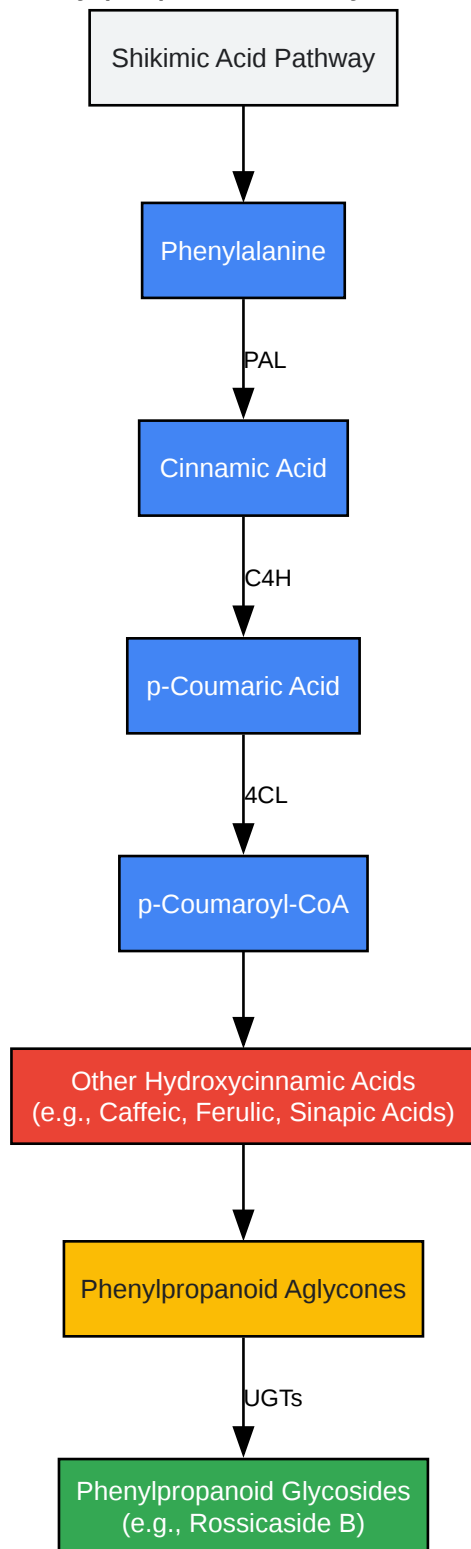 Shikimic Acid Pathway
Phenylalanine
PAL
Cinnamic Acid
C4H
p-Coumaric Acid
4CL
p-Coumaroyl-CoA
Other Hydroxycinnamic Acids
(e.g., Caffeic, Ferulic, Sinapic Acids)
Phenylpropanoid Aglycones
UGTs
Phenylpropanoid Glycosides
(e.g., Rossicaside B)